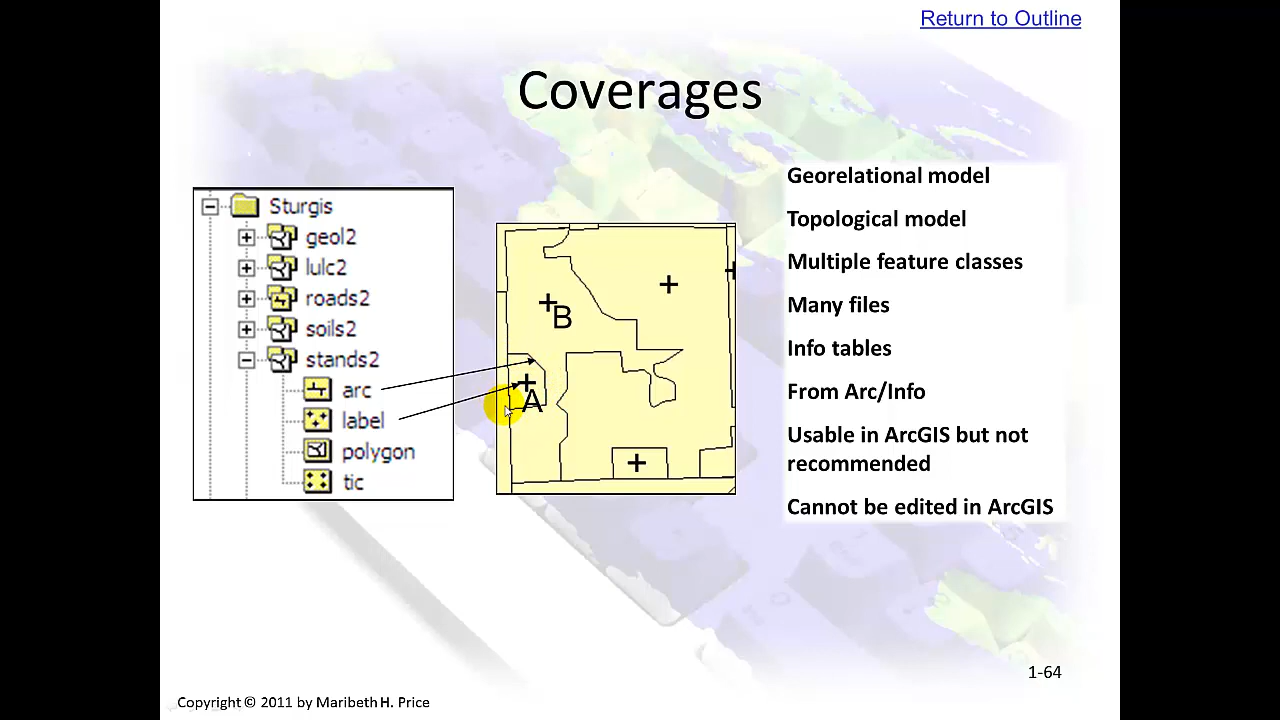 Return to Outline
Coverages
Sturgis
geol2
lulc2
roads2
soils2
stands2
arc
label
polygon
tic
B
A
Georelational model
Topological model
Multiple feature classes
Many files
Info tables
From Arc/Info
Usable in ArcGIS but not
recommended
Cannot be edited in ArcGIS
1-64
Copyright © 2011 by Maribeth H. Price